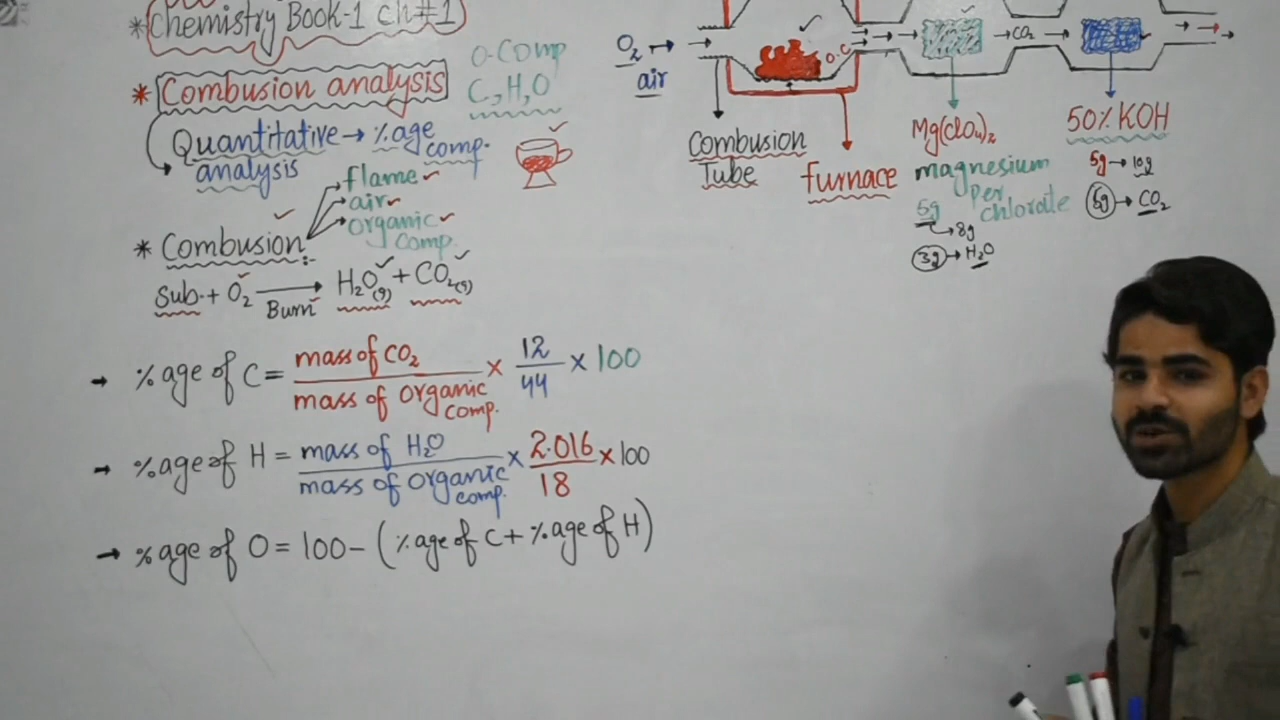 *Chemistry Book-1 Ch#1
* Combusion analysis
O-Comp
C,H,O
Quantitative → %age comp.
analysis
flame
air
organic comp.
* Combusion:-
Sub + O₂ → Burn H₂O(g) + CO₂(g)
→ %age of C = mass of CO₂ / mass of organic comp. × 12/44 × 100
→ %age of H = mass of H₂O / mass of organic comp. × 2.016/18 × 100
→ %age of O = 100 - (%age of C + %age of H)
O₂ →
air
O.C
→CO₂ →
Combusion
Tube
furnace
Mg(ClO₄)₂
magnesium
per
chlorate
5g
→8g
3g → H₂O
50% KOH
5g → 10g
5g → CO₂